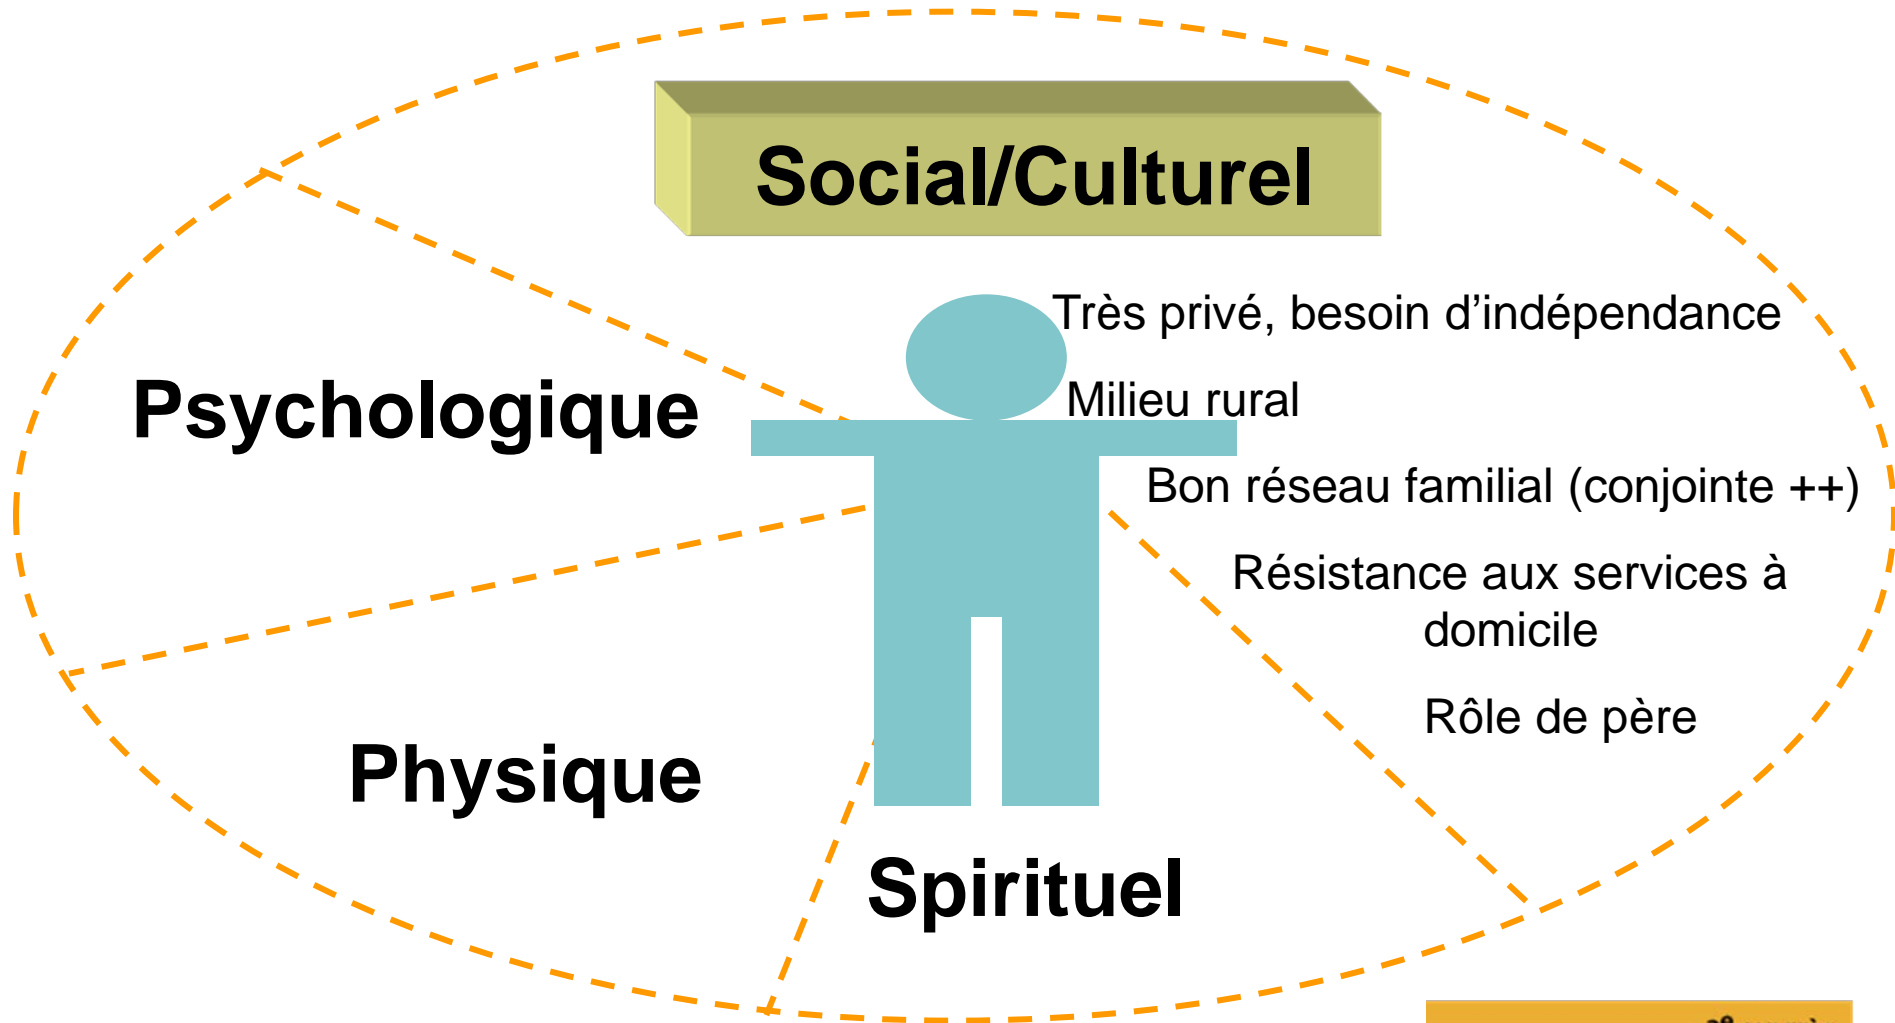 Social/Culturel
Très privé, besoin d’indépendance
Milieu rural
Psychologique
Bon réseau familial (conjointe ++)
Résistance aux services à
domicile
Rôle de père
Physique
Spirituel